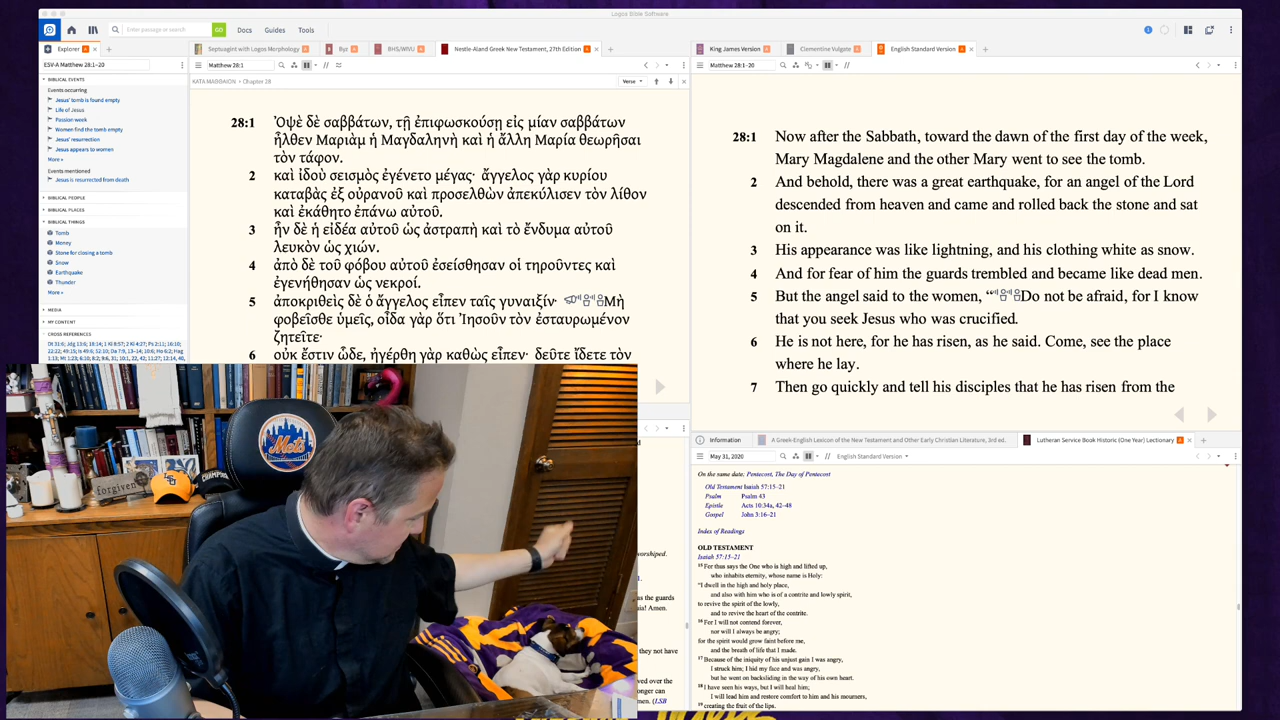 Logos Bible Software
Enter passage or search
GO
Docs
Guides
Tools
1
Explorer A
ESV-A Matthew 28:1–20
BIBLICAL EVENTS
Events occurring
Jesus' tomb is found empty
Life of Jesus
Passion week
Women find the tomb empty
Jesus' resurrection
Jesus appears to women
More »
Events mentioned
Jesus is resurrected from death
BIBLICAL PEOPLE
BIBLICAL PLACES
BIBLICAL THINGS
Tomb
Money
Stone for closing a tomb
Snow
Earthquake
Thunder
More »
MEDIA
MY CONTENT
CROSS REFERENCES
Septuagint with Logos Morphology
Byz
BHS/WIVU
Nestle-Aland Greek New Testament, 27th Edition A
Matthew 28:1
ΚΑΤΑ ΜΑΘΘΑΙΟΝ › Chapter 28
Verse
28:1 Ὀψὲ δὲ σαββάτων, τῇ ἐπιφωσκούσῃ εἰς μίαν σαββάτων
ἦλθεν Μαριὰμ ἡ Μαγδαληνὴ καὶ ἡ ἄλλη Μαρία θεωρῆσαι
τὸν τάφον.
2 καὶ ἰδοὺ σεισμὸς ἐγένετο μέγας· ἄγγελος γὰρ κυρίου
καταβὰς ἐξ οὐρανοῦ καὶ προσελθὼν ἀπεκύλισεν τὸν λίθον
καὶ ἐκάθητο ἐπάνω αὐτοῦ.
3 ἦν δὲ ἡ εἰδέα αὐτοῦ ὡς ἀστραπὴ καὶ τὸ ἔνδυμα αὐτοῦ
λευκὸν ὡς χιών.
4 ἀπὸ δὲ τοῦ φόβου αὐτοῦ ἐσείσθησαν οἱ τηροῦντες καὶ
ἐγενήθησαν ὡς νεκροί.
5 ἀποκριθεὶς δὲ ὁ ἄγγελος εἶπεν ταῖς γυναιξίν· Μὴ
φοβεῖσθε ὑμεῖς, οἶδα γὰρ ὅτι Ἰησοῦν τὸν ἐσταυρωμένον
ζητεῖτε·
6 οὐκ ἔστιν ὧδε, ἠγέρθη γὰρ καθὼς εἶπεν· δεῦτε ἴδετε τὸν
King James Version A
Clementine Vulgate
English Standard Version A
Matthew 28:1–20
28:1 Now after the Sabbath, toward the dawn of the first day of the week,
Mary Magdalene and the other Mary went to see the tomb.
2 And behold, there was a great earthquake, for an angel of the Lord
descended from heaven and came and rolled back the stone and sat
on it.
3 His appearance was like lightning, and his clothing white as snow.
4 And for fear of him the guards trembled and became like dead men.
5 But the angel said to the women, “Do not be afraid, for I know
that you seek Jesus who was crucified.
6 He is not here, for he has risen, as he said. Come, see the place
where he lay.
7 Then go quickly and tell his disciples that he has risen from the
Information
A Greek-English Lexicon of the New Testament and Other Early Christian Literature, 3rd ed.
Lutheran Service Book Historic (One Year) Lectionary A
May 31, 2020
English Standard Version
On the same date: Pentecost, The Day of Pentecost
Old Testament Isaiah 57:15–21
Psalm Psalm 43
Epistle Acts 10:34a, 42–48
Gospel John 3:16–21
Index of Readings
OLD TESTAMENT
Isaiah 57:15–21
15 For thus says the One who is high and lifted up,
who inhabits eternity, whose name is Holy:
“I dwell in the high and holy place,
and also with him who is of a contrite and lowly spirit,
to revive the spirit of the lowly,
and to revive the heart of the contrite.
16 For I will not contend forever,
nor will I always be angry;
for the spirit would grow faint before me,
and the breath of life that I made.
17 Because of the iniquity of his unjust gain I was angry,
I struck him; I hid my face and was angry,
but he went on backsliding in the way of his own heart.
18 I have seen his ways, but I will heal him;
I will lead him and restore comfort to him and his mourners,
19 creating the fruit of the lips.
orshiped.
as the guards
ia! Amen.
they not have
ved over the
onger can
men. (LSB
Mets
forgiven
CHAMPIONS